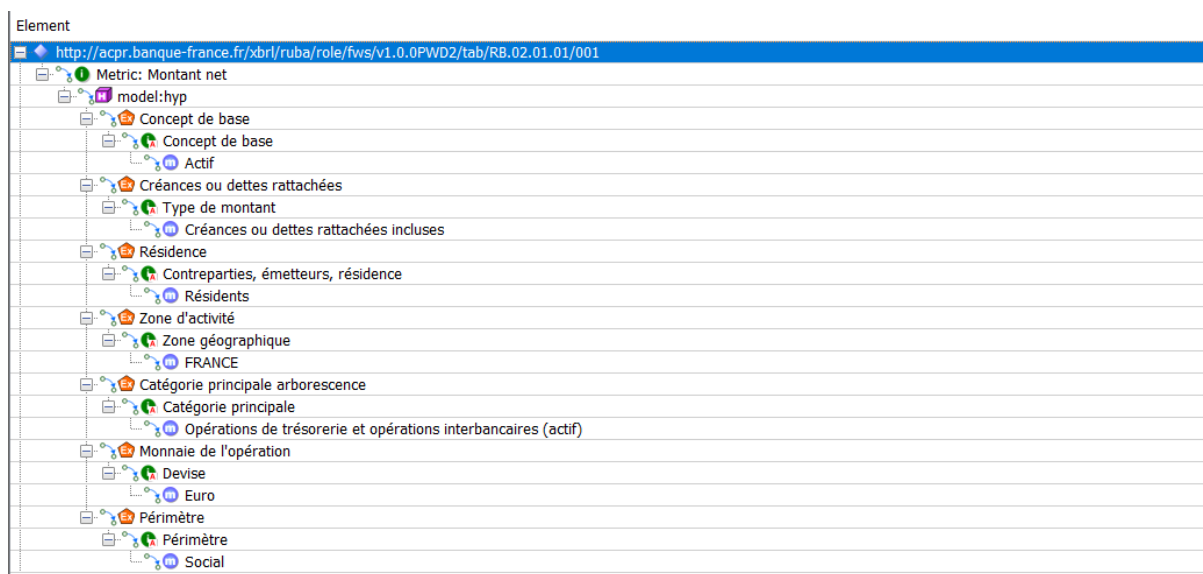 Element
http://acpr.banque-france.fr/xbrl/ruba/role/fws/v1.0.0PWD2/tab/RB.02.01.01/001
Metric: Montant net
model:hyp
Concept de base
Concept de base
Actif
Créances ou dettes rattachées
Type de montant
Créances ou dettes rattachées incluses
Résidence
Contreparties, émetteurs, résidence
Résidents
Zone d'activité
Zone géographique
FRANCE
Catégorie principale arborescence
Catégorie principale
Opérations de trésorerie et opérations interbancaires (actif)
Monnaie de l'opération
Devise
Euro
Périmètre
Périmètre
Social